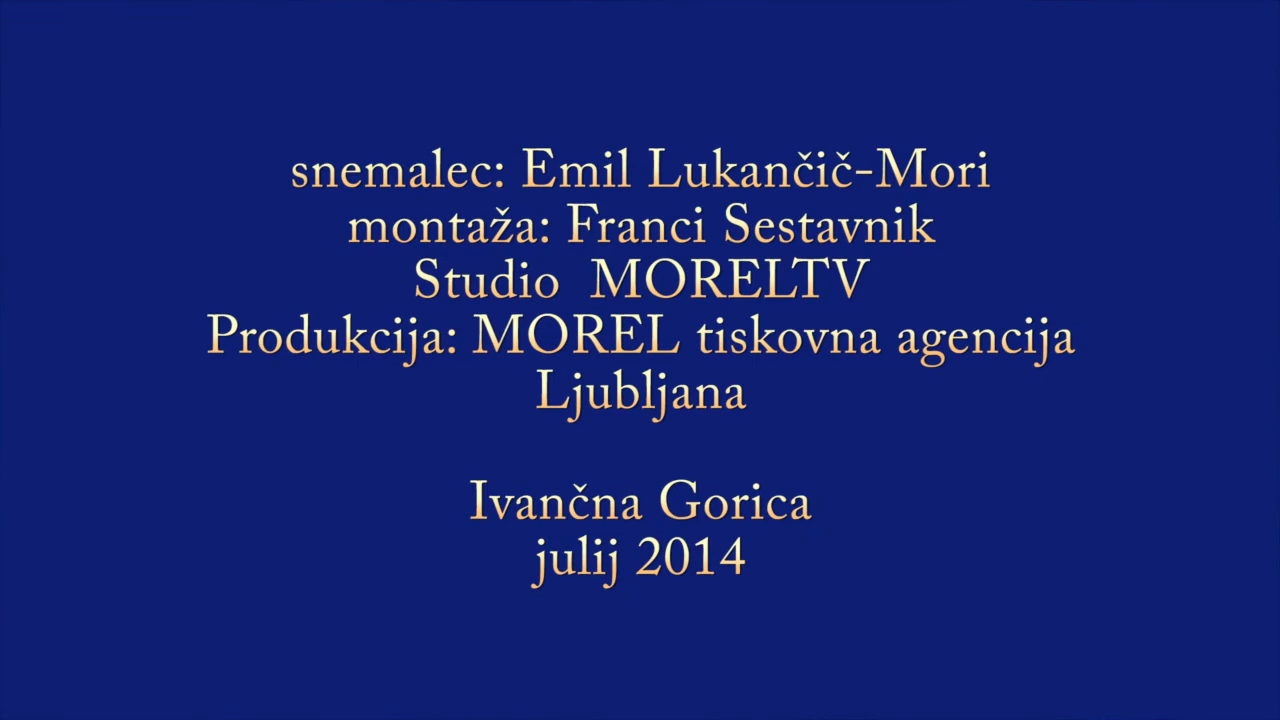 snemalec: Emil Lukančič-Mori
montaža: Franci Sestavnik
Studio  MORELTV
Produkcija: MOREL tiskovna agencija
Ljubljana
Ivančna Gorica
julij 2014